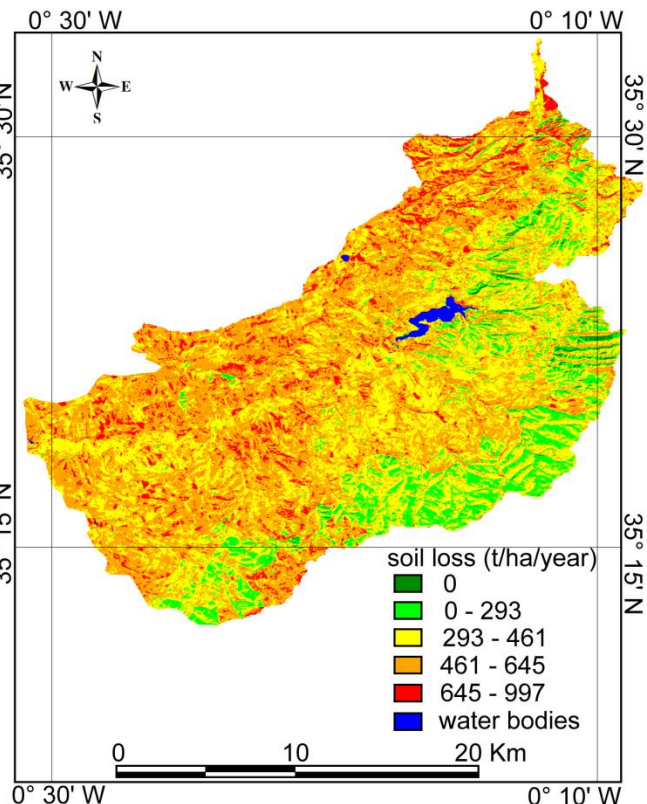 0° 30' W
0° 10' W
N
W E
S
35° 30' N
35° 30' N
35° 15' N
35° 15' N
soil loss (t/ha/year)
0
0 - 293
293 - 461
461 - 645
645 - 997
water bodies
0 10 20 Km
0° 30' W
0° 10' W